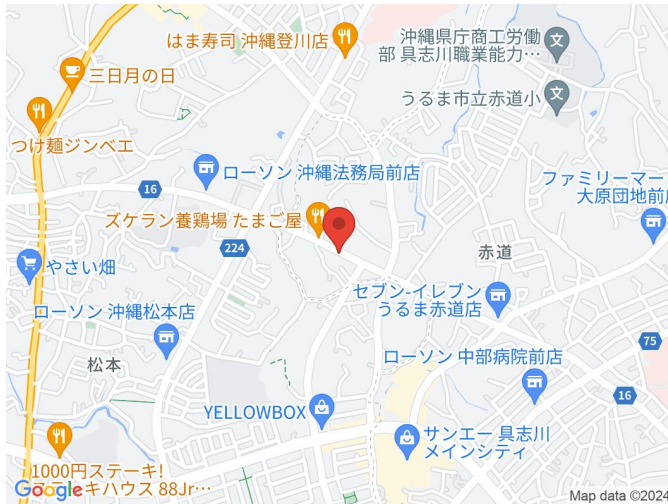 はま寿司 沖縄登川店
沖縄県庁商工労働
部 具志川職業能力…
三日月の日
うるま市立赤道小
つけ麺ジンベエ
ローソン 沖縄法務局前店
ファミリーマー
大原団地前店
16
ズケラン養鶏場 たまご屋
224
赤道
やさい畑
セブン-イレブン
うるま赤道店
ローソン 沖縄松本店
75
松本
ローソン 中部病院前店
16
YELLOWBOX
サンエー 具志川
メインシティ
1000円ステーキ!
キハウス 88Jr…
Google
Map data ©2024